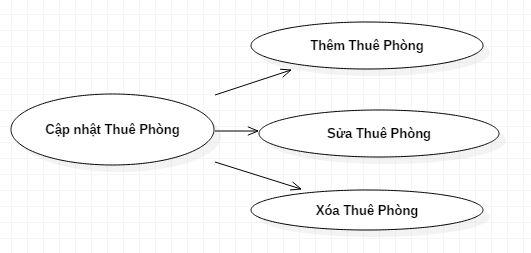 Thêm Thuê Phòng
Cập nhật Thuê Phòng
Sửa Thuê Phòng
Xóa Thuê Phòng